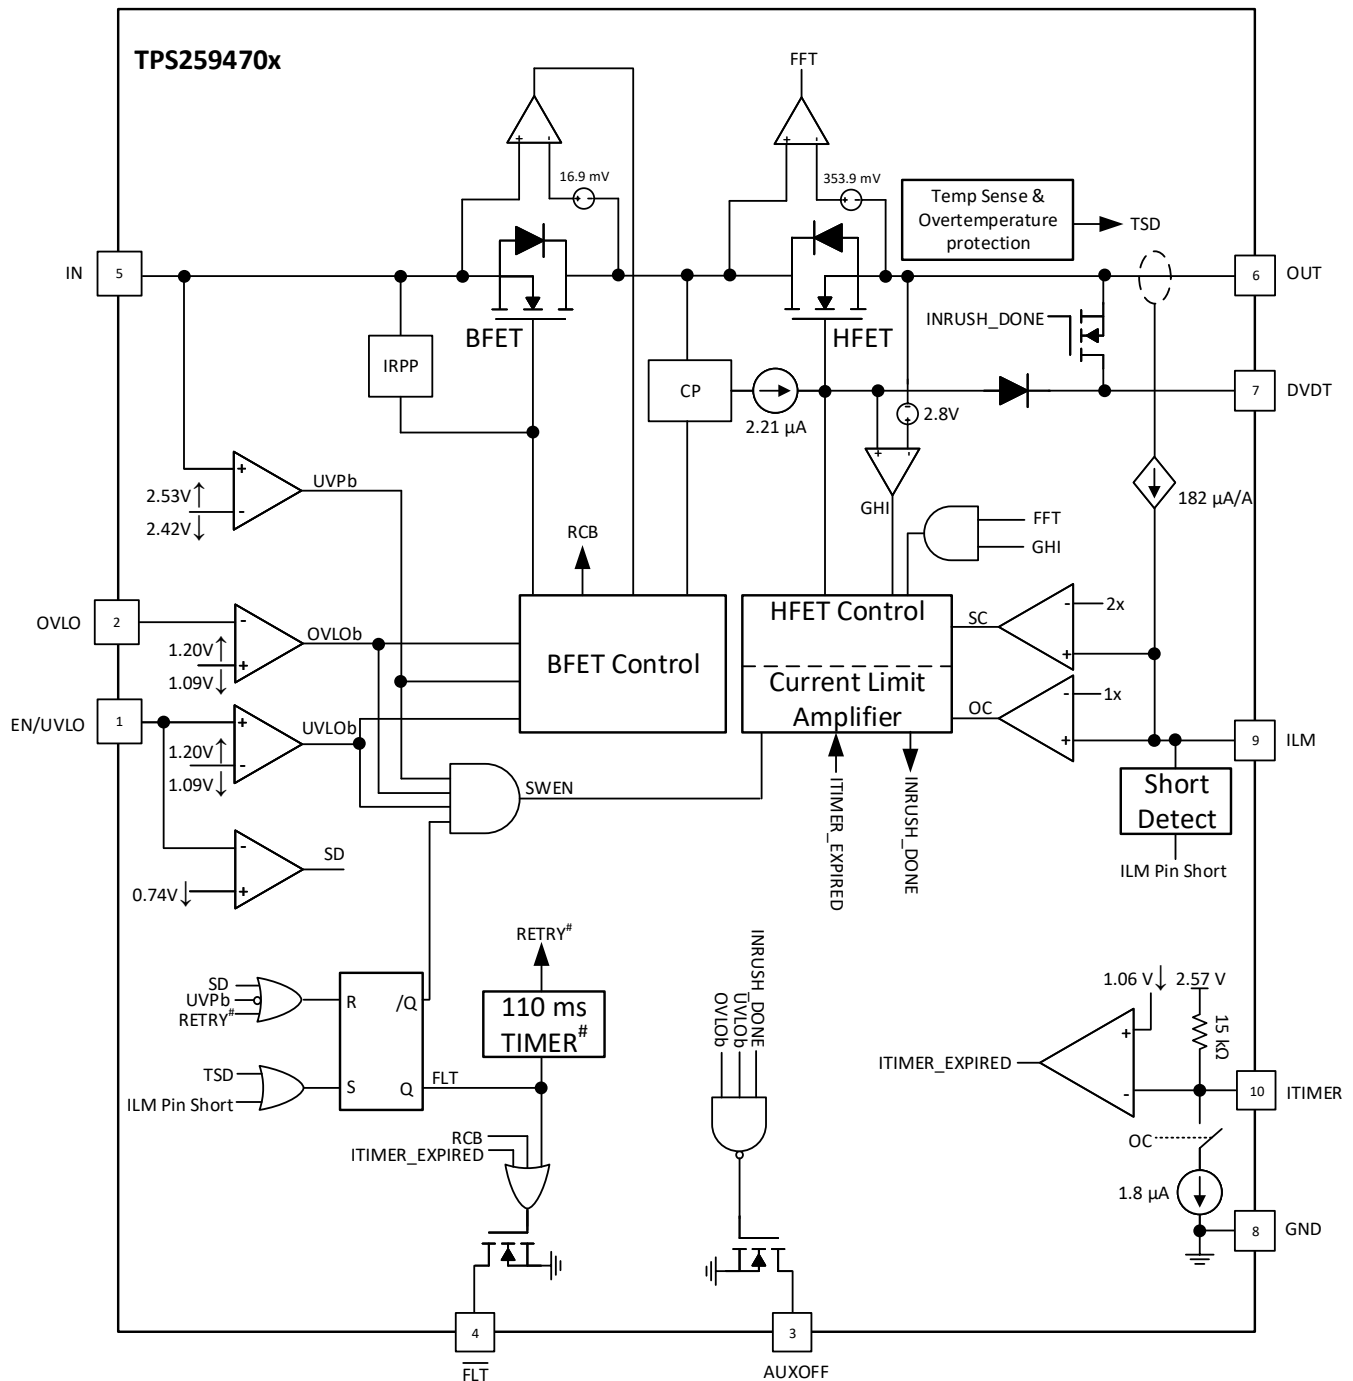 TPS259470x
FFT
16.9 mV
353.9 mV
+
-
+
-
+
-
+
-
Temp Sense &
Overtemperature
protection
TSD
IN
5
6
OUT
BFET
HFET
INRUSH_DONE
IRPP
CP
2.21 µA
-
+
2.8V
7
DVDT
+
-
GHI
+
-
UVPb
2.53V↑
2.42V↓
182 µA/A
FFT
GHI
RCB
OVLO
2
-
+
OVLOb
1.20V↑
1.09V↓
BFET Control
HFET Control
Current Limit
Amplifier
SC
-
2x
+
OC
-
1x
+
EN/UVLO
1
+
-
UVLOb
1.20V↑
1.09V↓
9
ILM
Short
Detect
ILM Pin Short
SWEN
ITIMER_EXPIRED
INRUSH_DONE
-
+
SD
0.74V↓
RETRY#
110 ms
TIMER#
SD
UVPb
RETRY#
R
/Q
TSD
ILM Pin Short
S
Q
FLT
RCB
ITIMER_EXPIRED
OVLOb
UVLOb
INRUSH_DONE
1.06 V↓
2.57 V
15 kΩ
ITIMER_EXPIRED
+
-
10
ITIMER
OC
1.8 µA
8
GND
4
FLT
3
AUXOFF